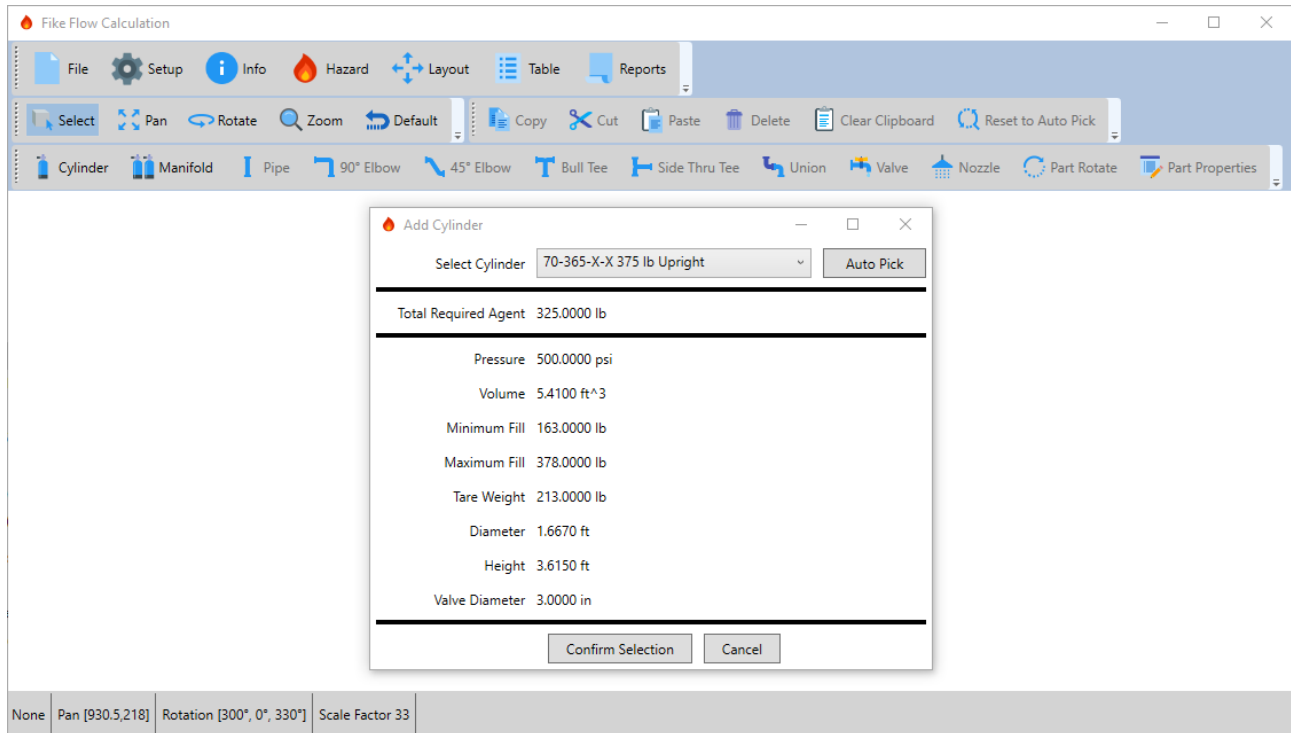 Fike Flow Calculation
File Setup Info Hazard Layout Table Reports
Select Pan Rotate Zoom Default Copy Cut Paste Delete Clear Clipboard Reset to Auto Pick
Cylinder Manifold Pipe 90° Elbow 45° Elbow Bull Tee Side Thru Tee Union Valve Nozzle Part Rotate Part Properties
Add Cylinder
Select Cylinder 70-365-X-X 375 lb Upright Auto Pick
Total Required Agent 325.0000 lb
Pressure 500.0000 psi
Volume 5.4100 ft^3
Minimum Fill 163.0000 lb
Maximum Fill 378.0000 lb
Tare Weight 213.0000 lb
Diameter 1.6670 ft
Height 3.6150 ft
Valve Diameter 3.0000 in
Confirm Selection Cancel
None Pan [930.5,218] Rotation [300°, 0°, 330°] Scale Factor 33